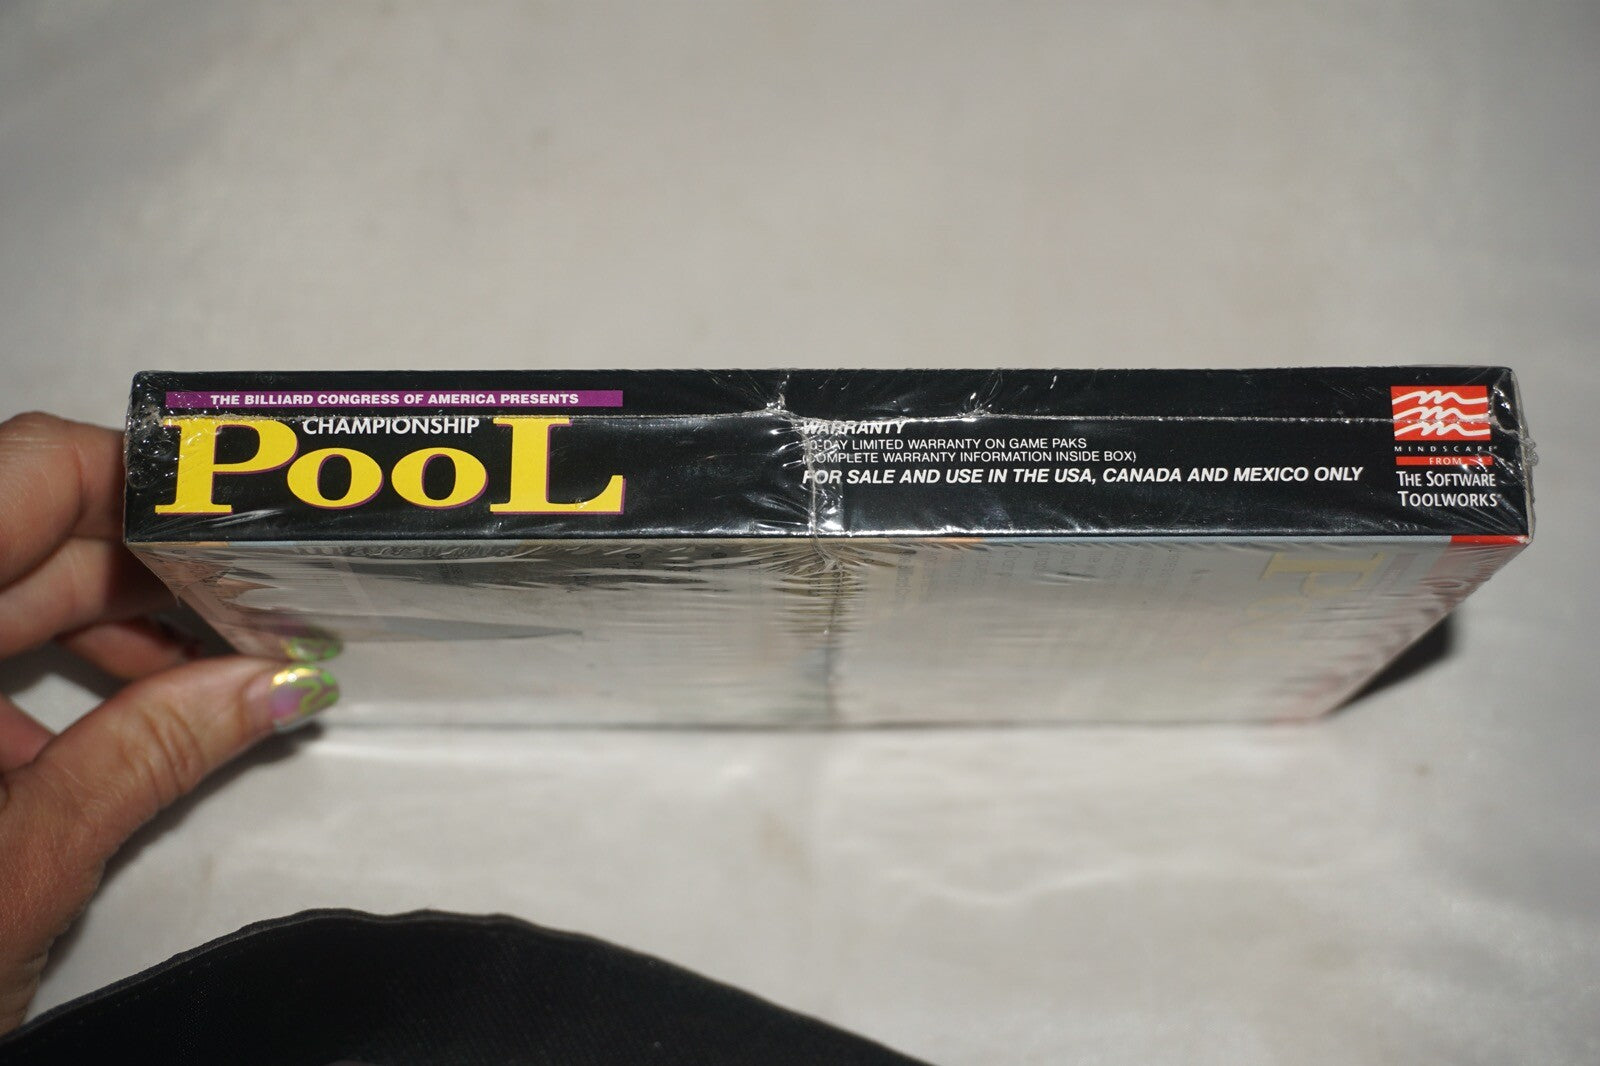 THE BILLIARD CONGRESS OF AMERICA PRESENTS
CHAMPIONSHIP
POOL
WARRANTY
-DAY LIMITED WARRANTY ON GAME PAKS
(COMPLETE WARRANTY INFORMATION INSIDE BOX)
FOR SALE AND USE IN THE USA, CANADA AND MEXICO ONLY
MINDSCAPE
FROM
THE SOFTWARE
TOOLWORKS